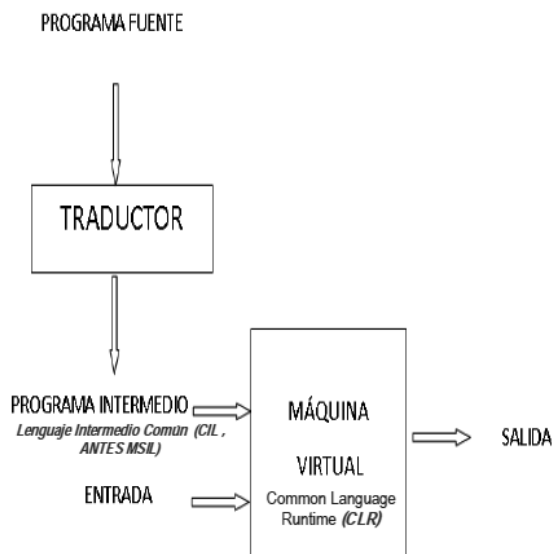 PROGRAMA FUENTE
TRADUCTOR
PROGRAMA INTERMEDIO
Lenguaje Intermedio Común (CIL ,
ANTES MSIL)
ENTRADA
MÁQUINA
VIRTUAL
Common Language
Runtime (CLR)
SALIDA